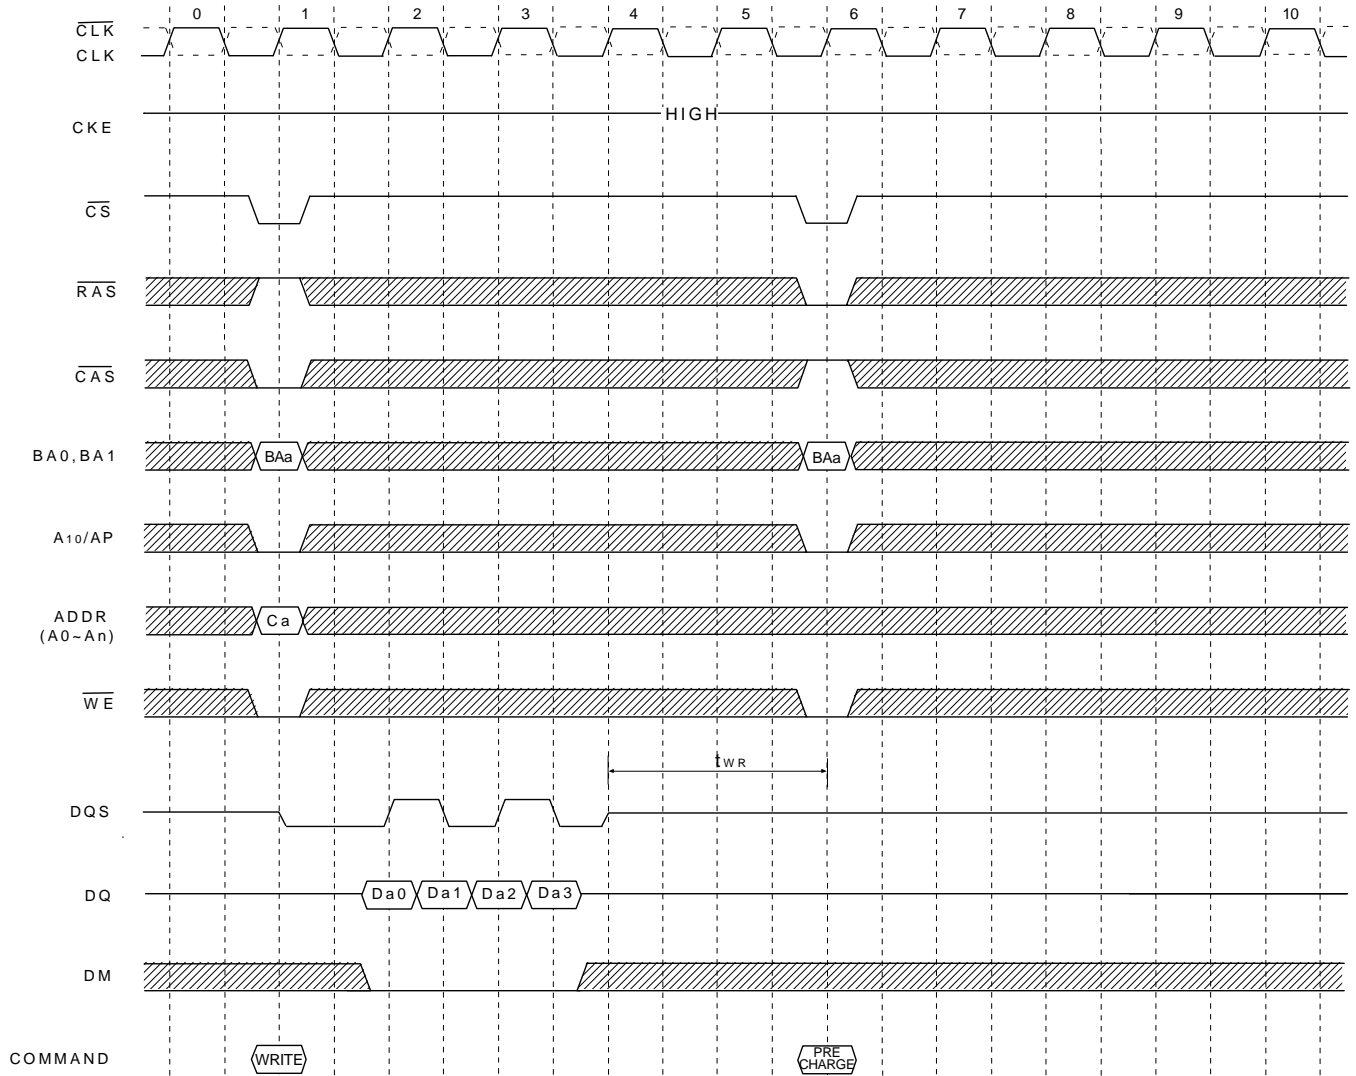 0 1 2 3 4 5 6 7 8 9 10
CLK
CLK
HIGH
CKE
CS
RAS
CAS
BA0,BA1 BAa BAa
A10/AP
ADDR Ca
(A0~An)
WE
tWR
DQS
DQ Da0 Da1 Da2 Da3
DM
COMMAND WRITE PRE
CHARGE